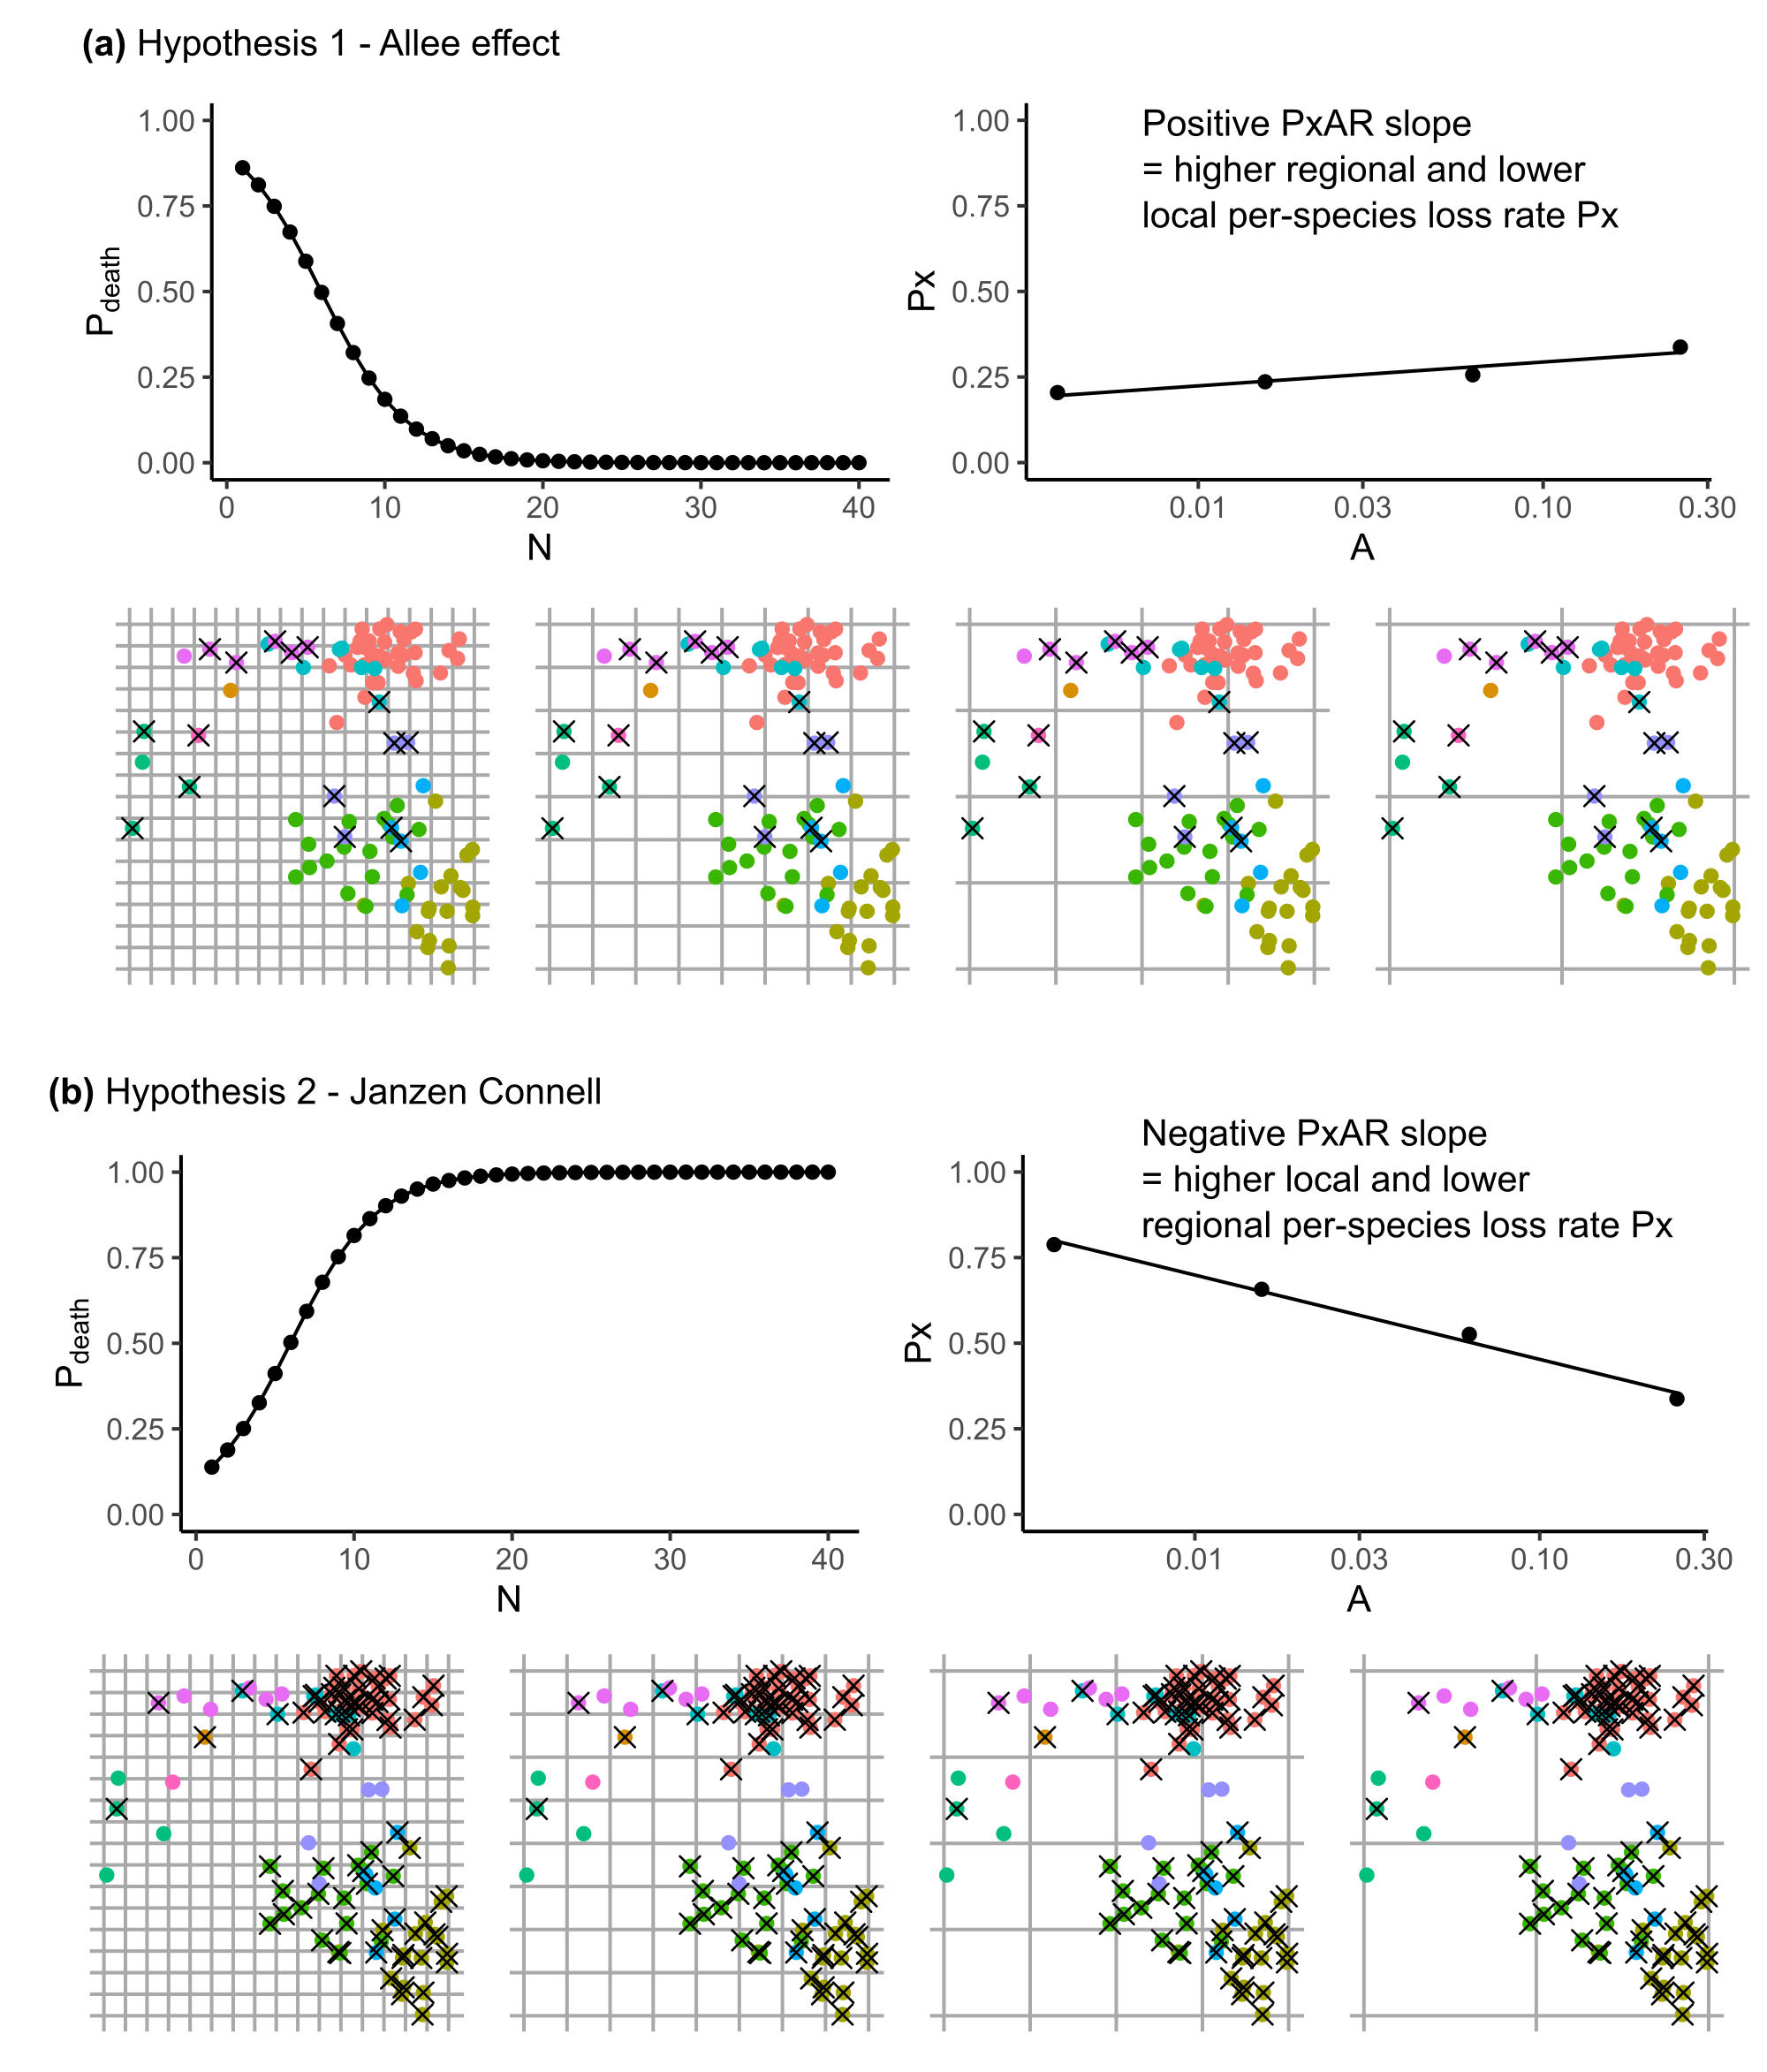 (a) Hypothesis 1 - Allee effect
1.00
0.75
0.50
0.25
0.00
P death
0 10 20 30 40
N
Positive PxAR slope
= higher regional and lower
local per-species loss rate Px
1.00
0.75
0.50
0.25
0.00
Px
0.01 0.03 0.10 0.30
A
(b) Hypothesis 2 - Janzen Connell
1.00
0.75
0.50
0.25
0.00
P death
0 10 20 30 40
N
Negative PxAR slope
= higher local and lower
regional per-species loss rate Px
1.00
0.75
0.50
0.25
0.00
Px
0.01 0.03 0.10 0.30
A